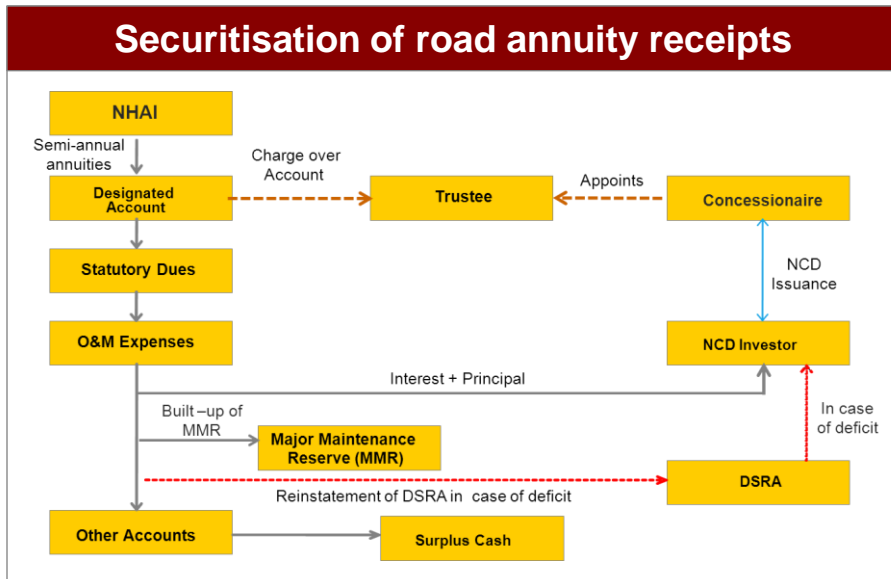 Securitisation of road annuity receipts
NHAI
Semi-annual
annuities
Charge over
Account
Appoints
Designated
Account
Trustee
Concessionaire
Statutory Dues
NCD
Issuance
O&M Expenses
NCD Investor
Interest + Principal
Built –up of
MMR
In case
of deficit
Major Maintenance
Reserve (MMR)
DSRA
Reinstatement of DSRA in case of deficit
Other Accounts
Surplus Cash